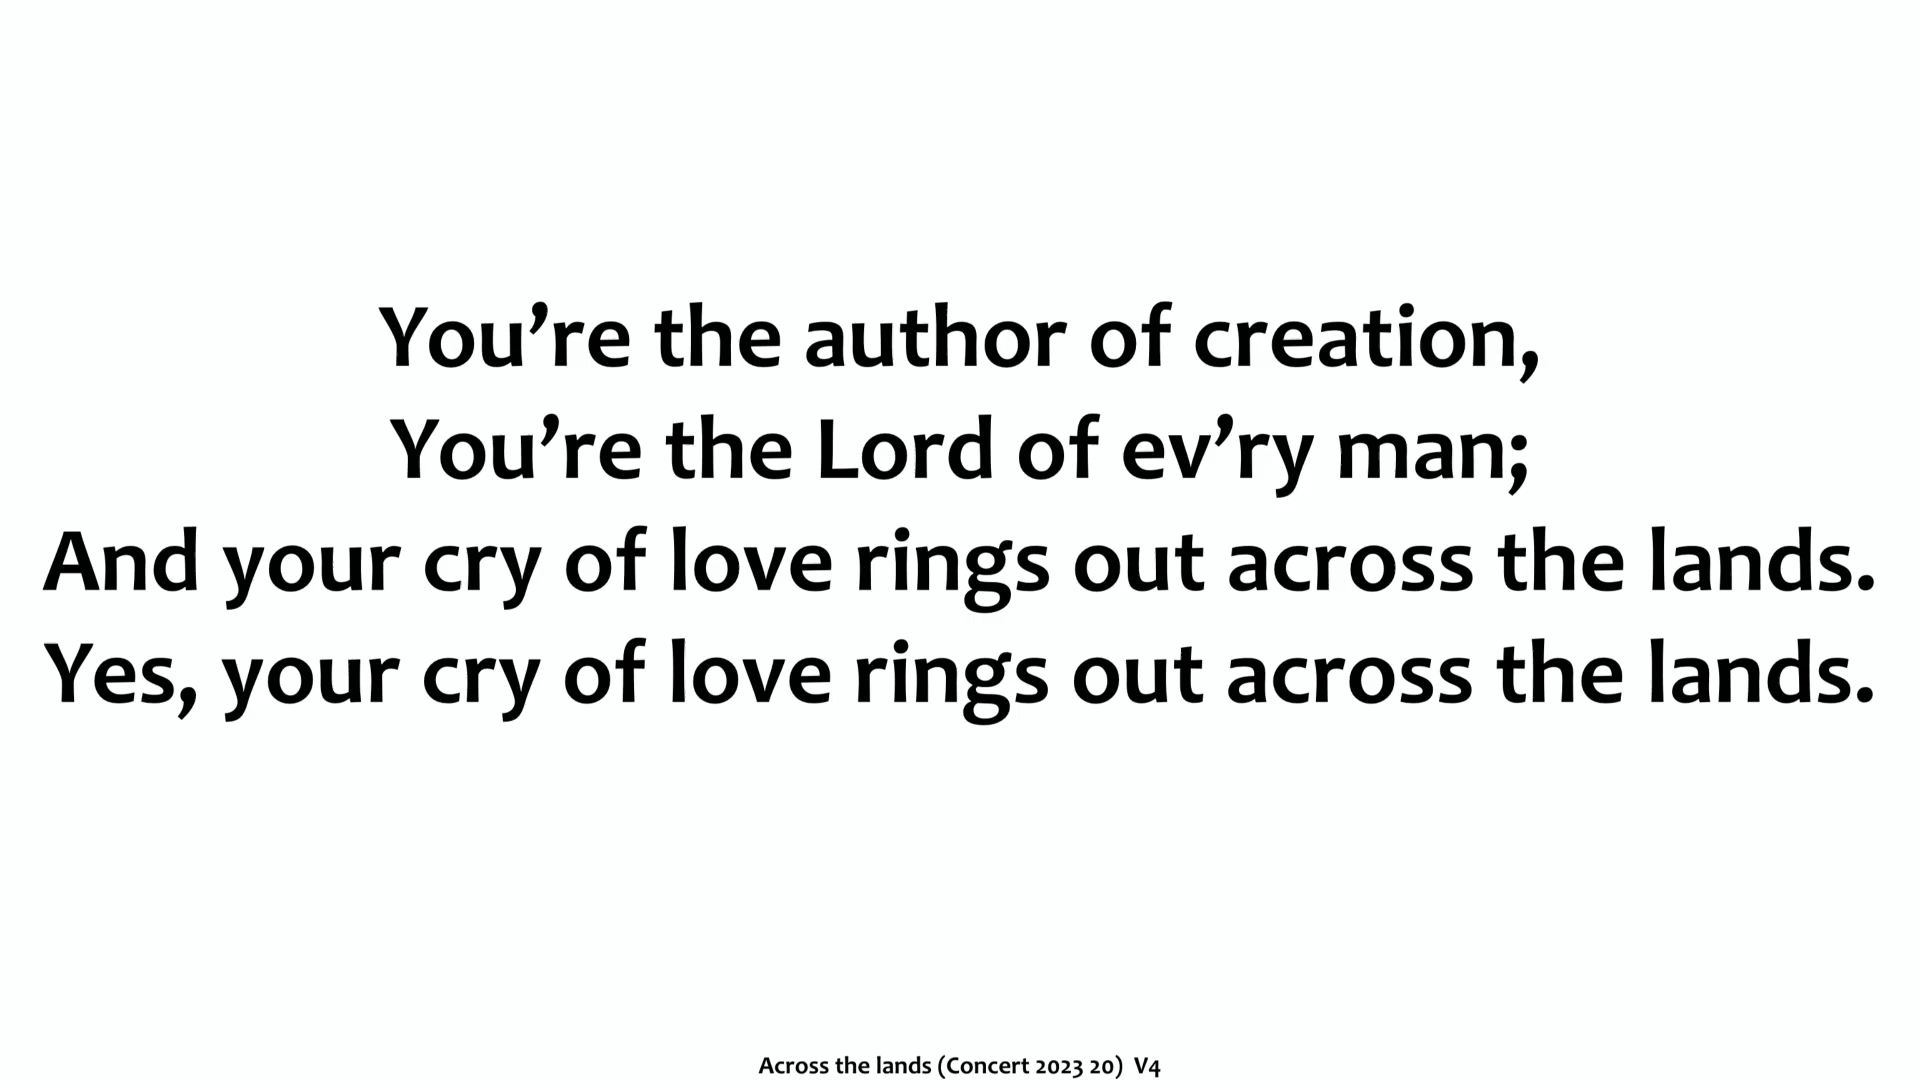 You’re the author of creation,
You’re the Lord of ev’ry man;
And your cry of love rings out across the lands.
Yes, your cry of love rings out across the lands.
Across the lands (Concert 2023 20)  V4